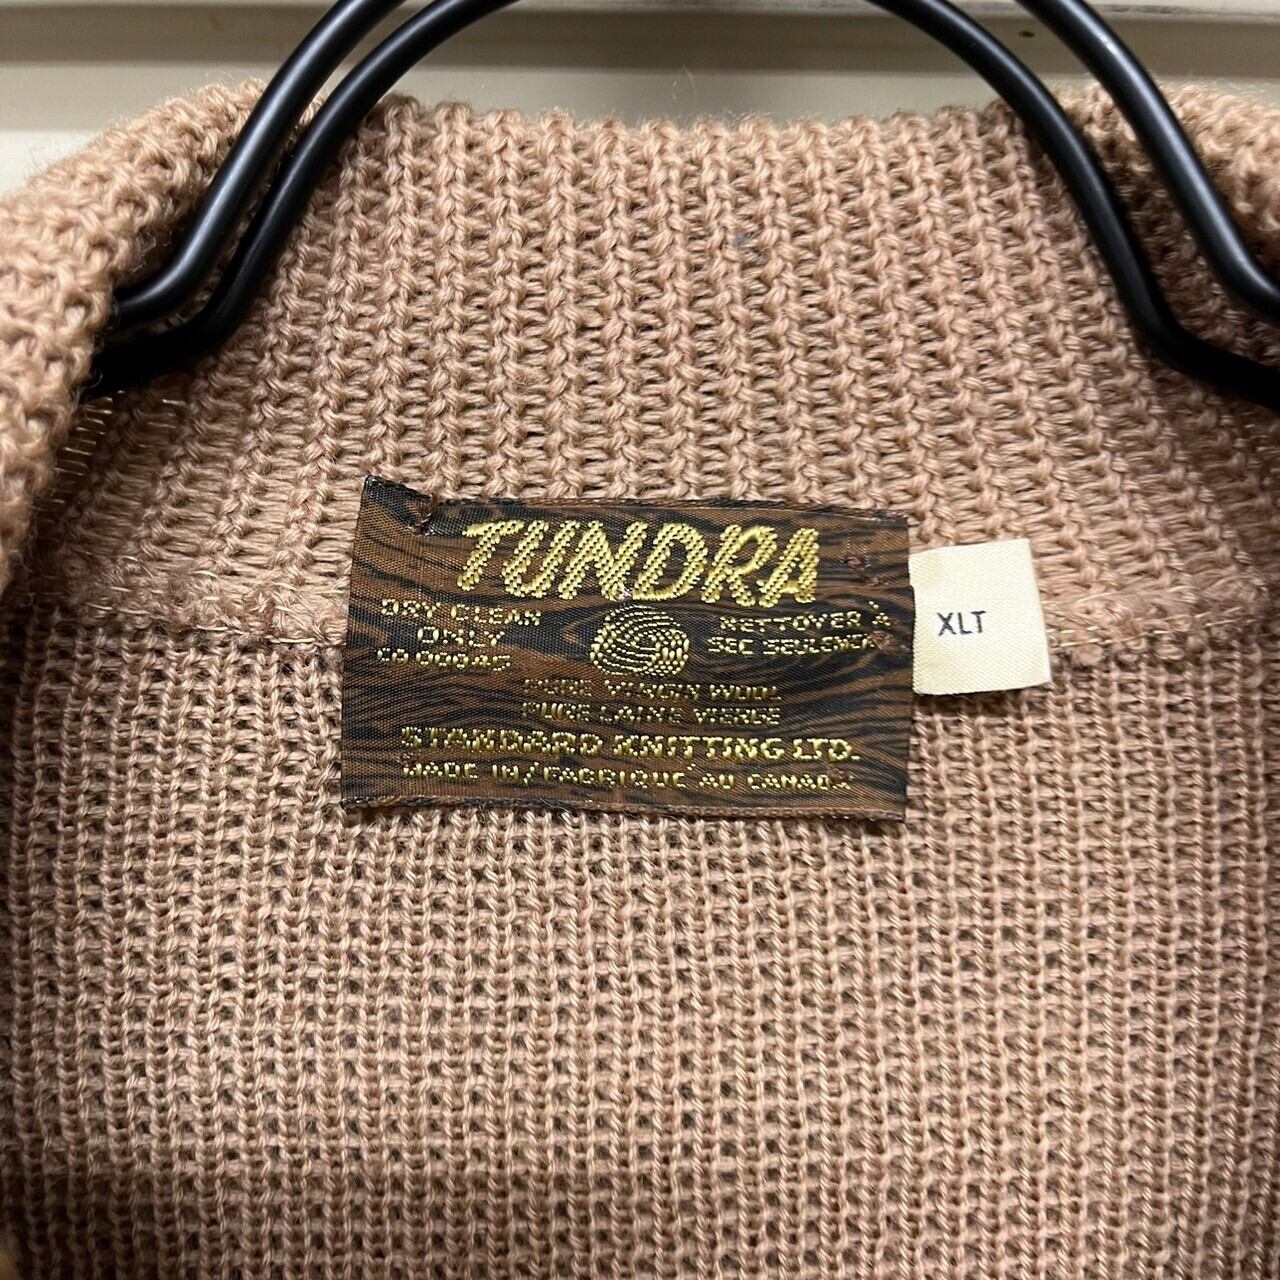 TUNDRA
DRY CLEAN
ONLY
NETTOYER À
SEC SEULEMENT
XLT
PURE VIRGIN WOOL
PURE LAINE VIERGE
STANDARD KNITTING LTD.
MADE IN/FABRIQUE AU CANADA